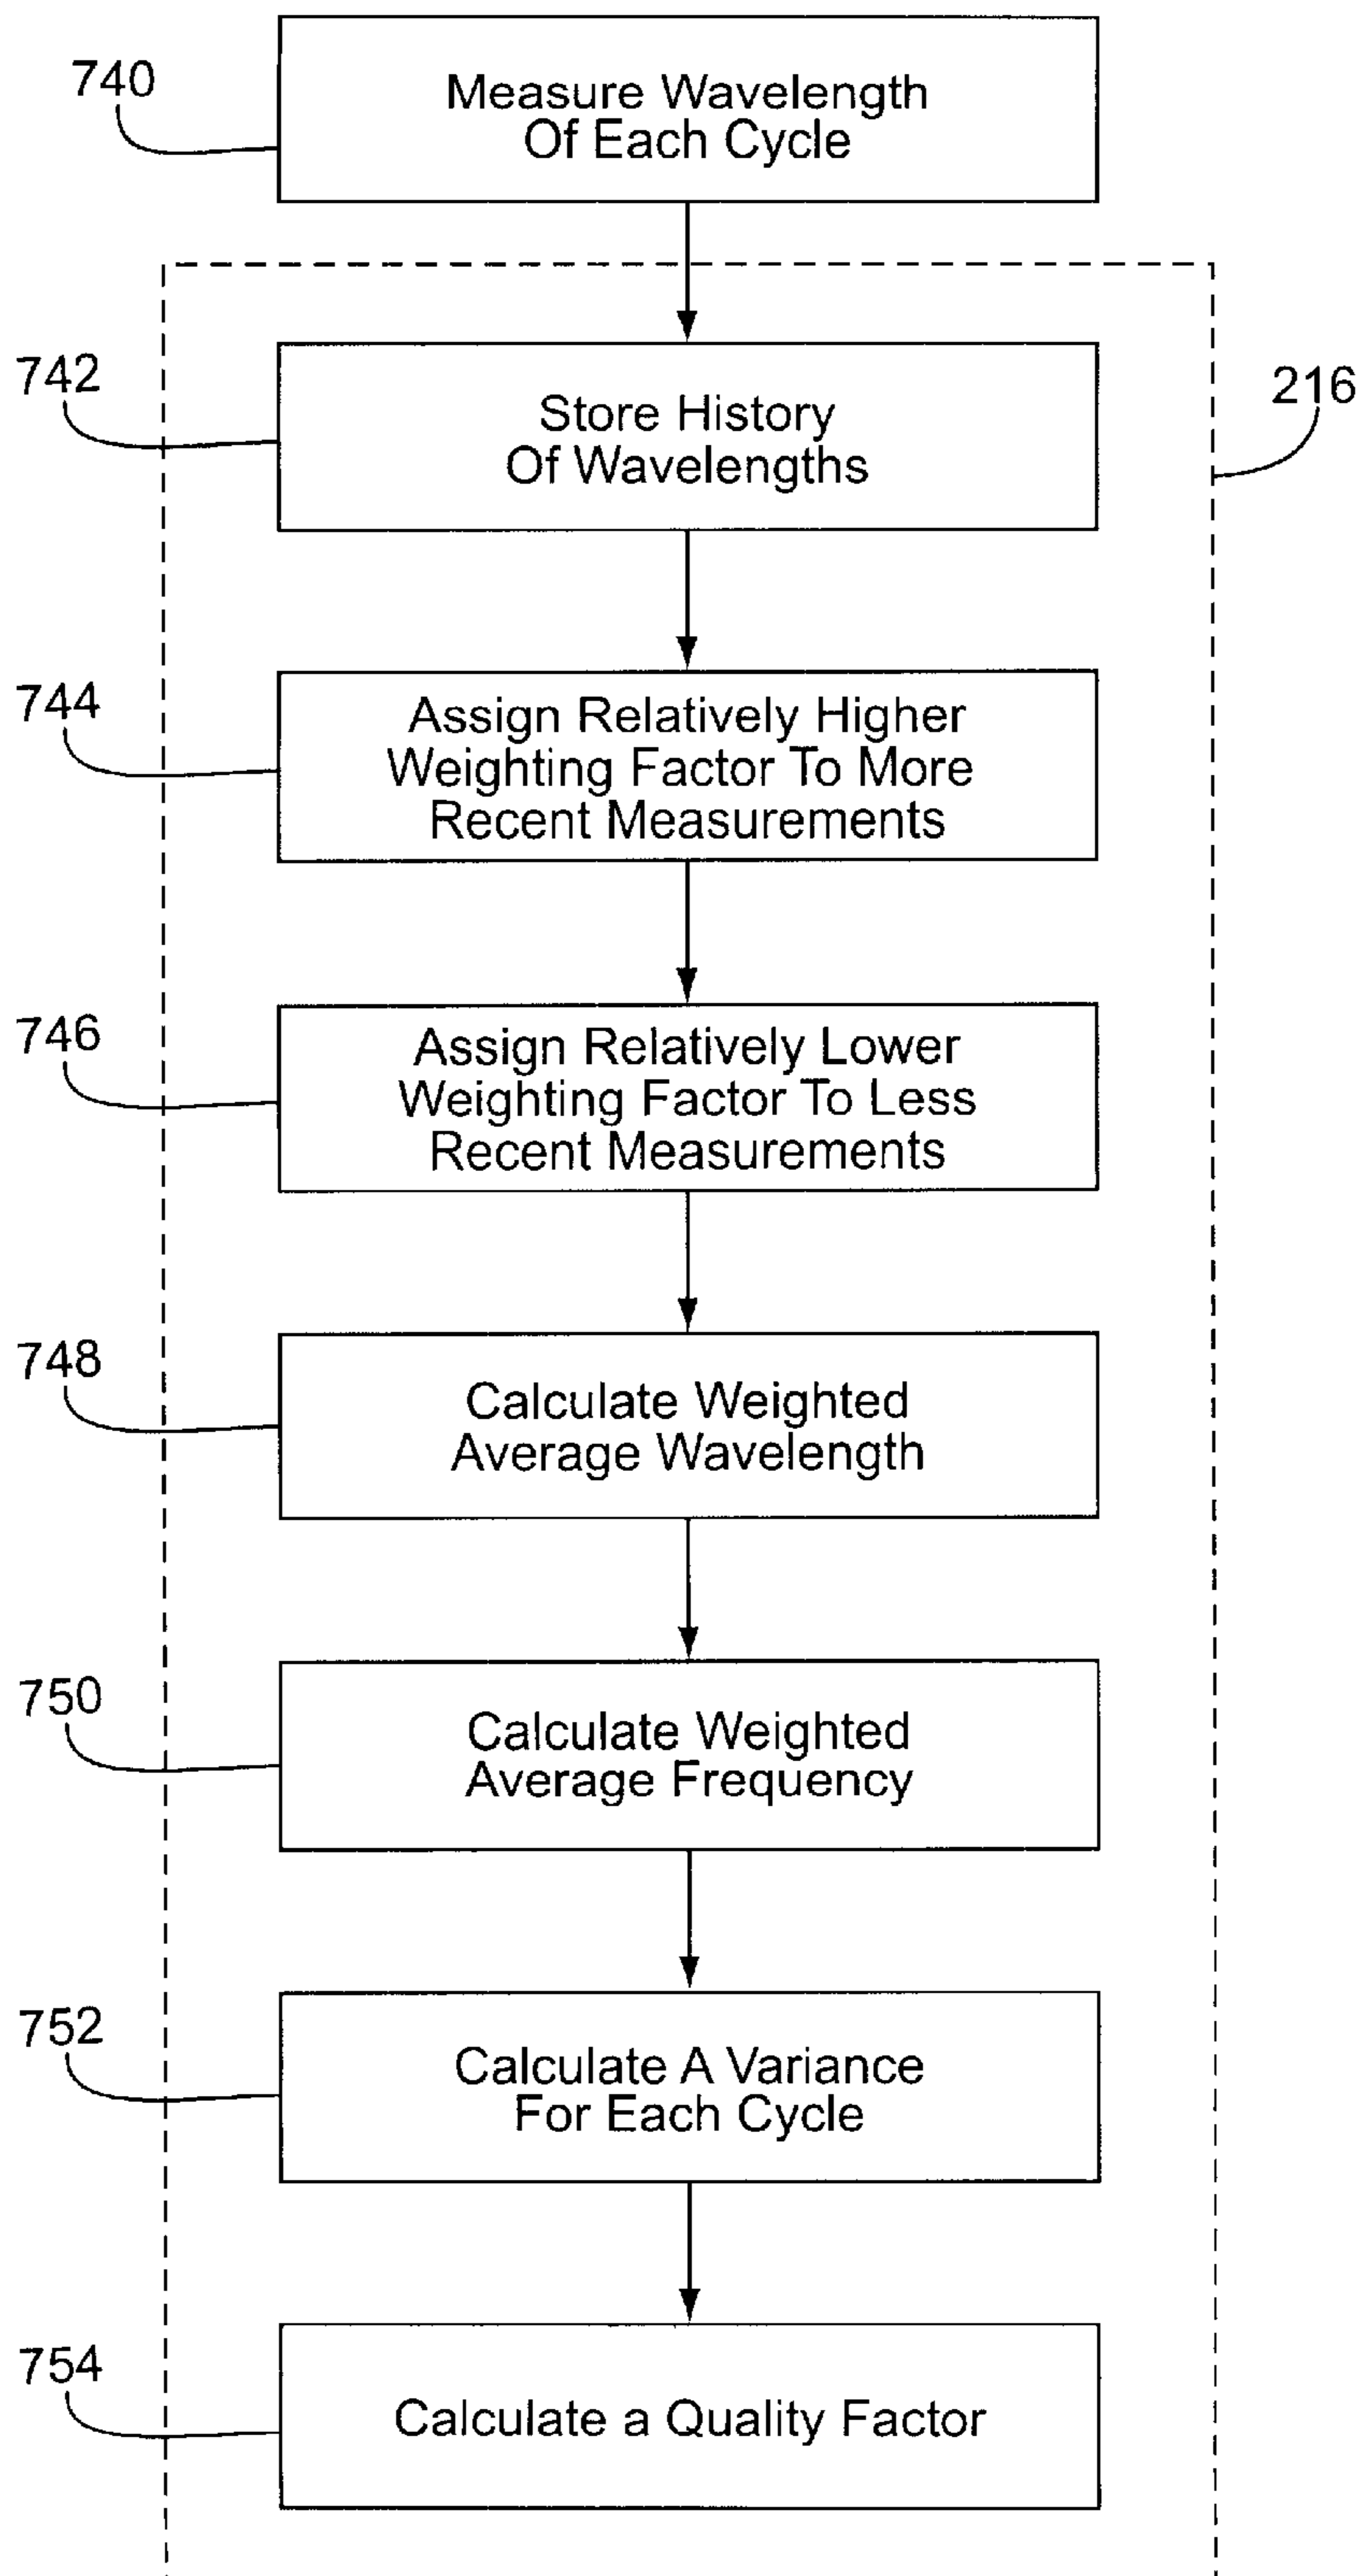 740
Measure Wavelength
Of Each Cycle
742
Store History
Of Wavelengths
216
744
Assign Relatively Higher
Weighting Factor To More
Recent Measurements
746
Assign Relatively Lower
Weighting Factor To Less
Recent Measurements
748
Calculate Weighted
Average Wavelength
750
Calculate Weighted
Average Frequency
752
Calculate A Variance
For Each Cycle
754
Calculate a Quality Factor